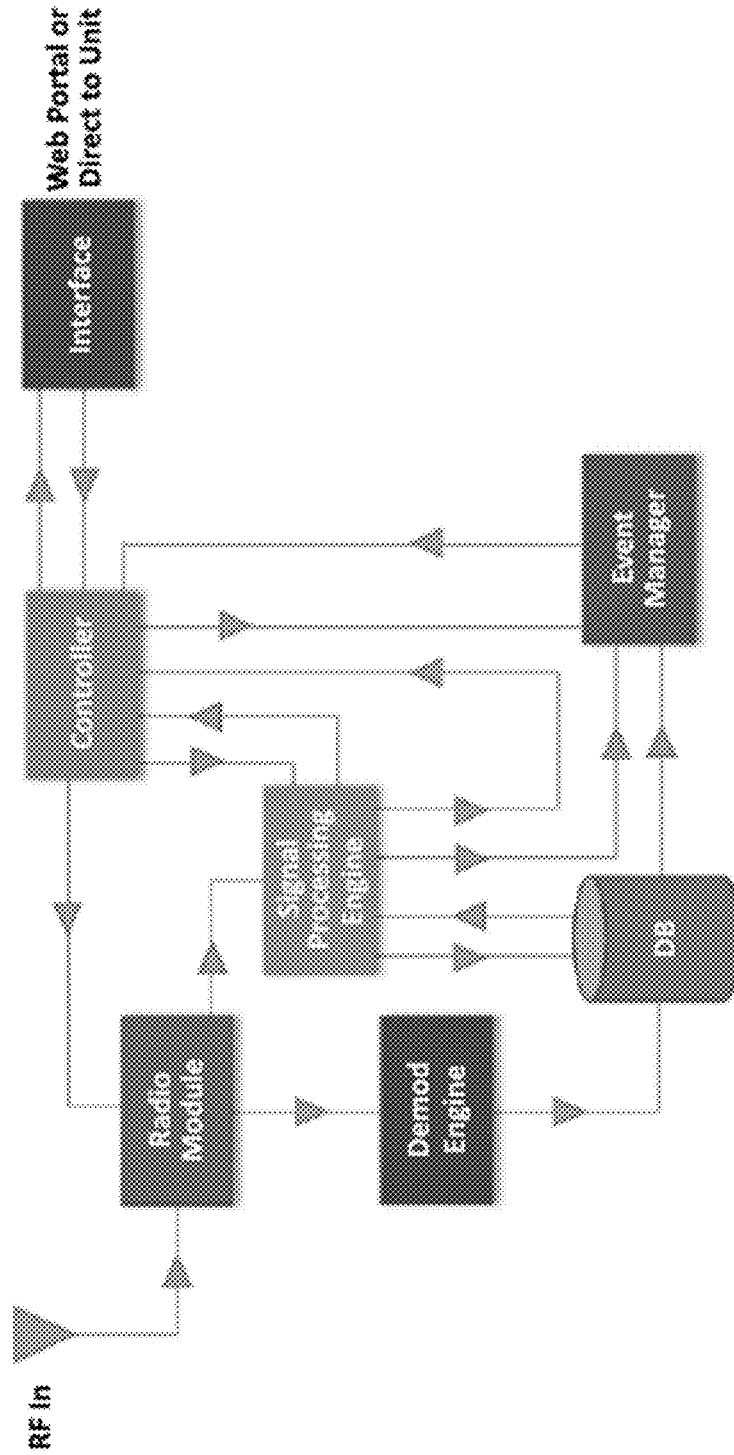 RF In
Radio
Module
Demod
Engine
Signal
Processing
Engine
DB
Controller
Event
Manager
Interface
Web Portal or
Direct to Unit